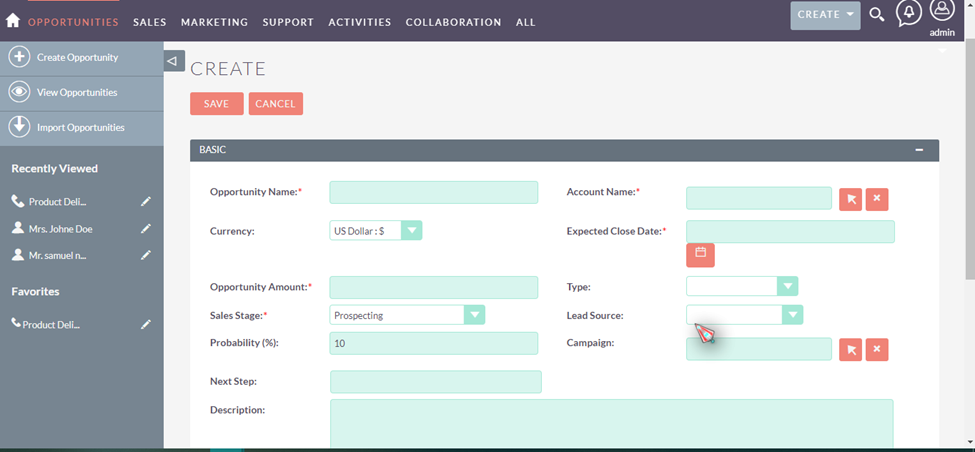 OPPORTUNITIES SALES MARKETING SUPPORT ACTIVITIES COLLABORATION ALL CREATE
admin
Create Opportunity
View Opportunities
Import Opportunities
Recently Viewed
Product Deli...
Mrs. Johne Doe
Mr. samuel n...
Favorites
Product Deli...
CREATE
SAVE CANCEL
BASIC
Opportunity Name:* Account Name:*
Currency: US Dollar : $ Expected Close Date:*
Opportunity Amount:* Type:
Sales Stage:* Prospecting Lead Source:
Probability (%): 10 Campaign:
Next Step:
Description: